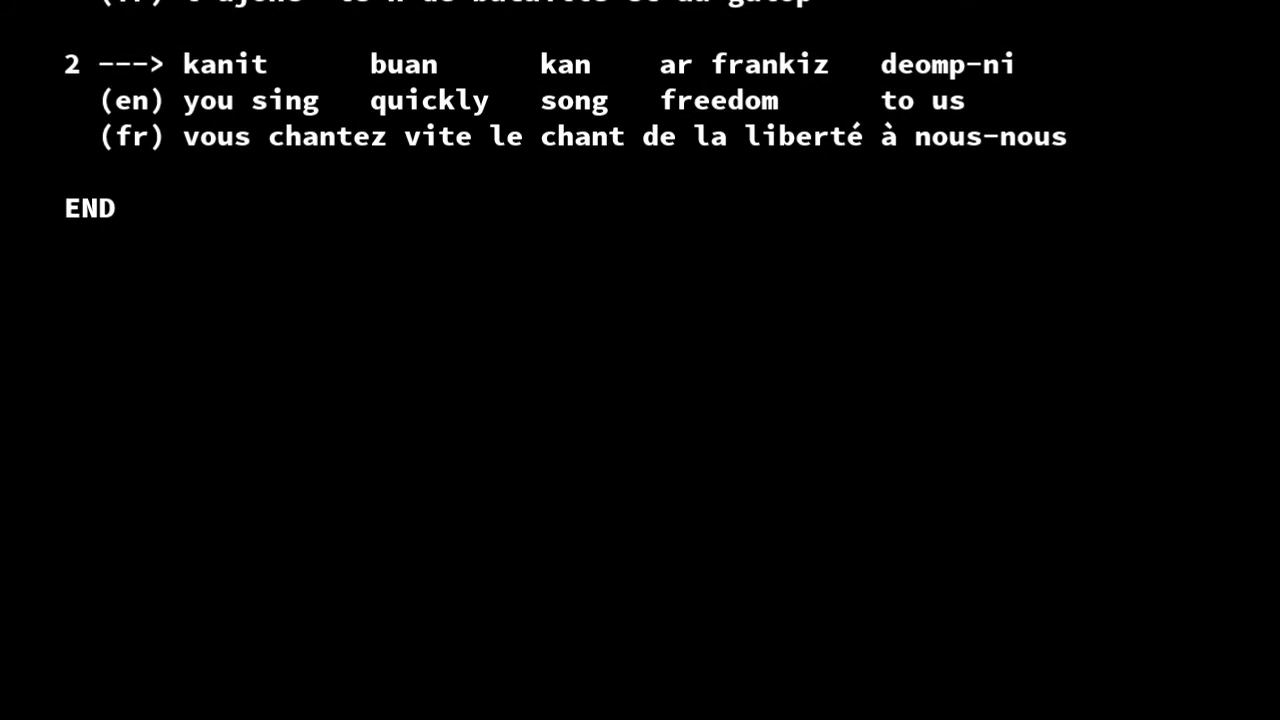 2 ---> kanit buan kan ar frankiz deomp-ni
(en) you sing quickly song freedom to us
(fr) vous chantez vite le chant de la liberté à nous-nous
END